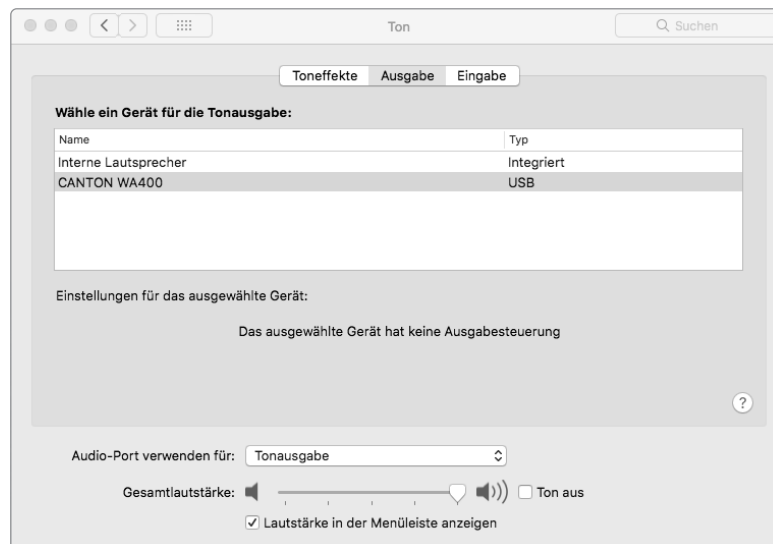 Ton
Suchen
Toneffekte Ausgabe Eingabe
Wähle ein Gerät für die Tonausgabe:
Name Typ
Interne Lautsprecher Integriert
CANTON WA400 USB
Einstellungen für das ausgewählte Gerät:
Das ausgewählte Gerät hat keine Ausgabesteuerung
?
Audio-Port verwenden für: Tonausgabe
Gesamtlautstärke: Ton aus
Lautstärke in der Menüleiste anzeigen